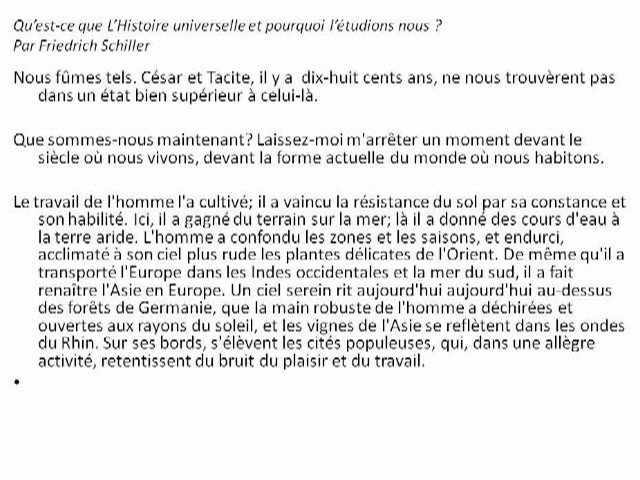 Qu'est-ce que L'Histoire universelle et pourquoi l'étudions nous ?
Par Friedrich Schiller
Nous fûmes tels. César et Tacite, il y a dix-huit cents ans, ne nous trouvèrent pas
dans un état bien supérieur à celui-là.
Que sommes-nous maintenant? Laissez-moi m'arrêter un moment devant le
siècle où nous vivons, devant la forme actuelle du monde où nous habitons.
Le travail de l'homme l'a cultivé; il a vaincu la résistance du sol par sa constance et
son habilité. Ici, il a gagné du terrain sur la mer; là il a donné des cours d'eau à
la terre aride. L'homme a confondu les zones et les saisons, et endurci,
acclimaté à son ciel plus rude les plantes délicates de l'Orient. De même qu'il a
transporté l'Europe dans les Indes occidentales et la mer du sud, il a fait
renaître l'Asie en Europe. Un ciel serein rit aujourd'hui aujourd'hui au-dessus
des forêts de Germanie, que la main robuste de l'homme a déchirées et
ouvertes aux rayons du soleil, et les vignes de l'Asie se reflètent dans les ondes
du Rhin. Sur ses bords, s'élèvent les cités populeuses, qui, dans une allègre
activité, retentissent du bruit du plaisir et du travail.
•